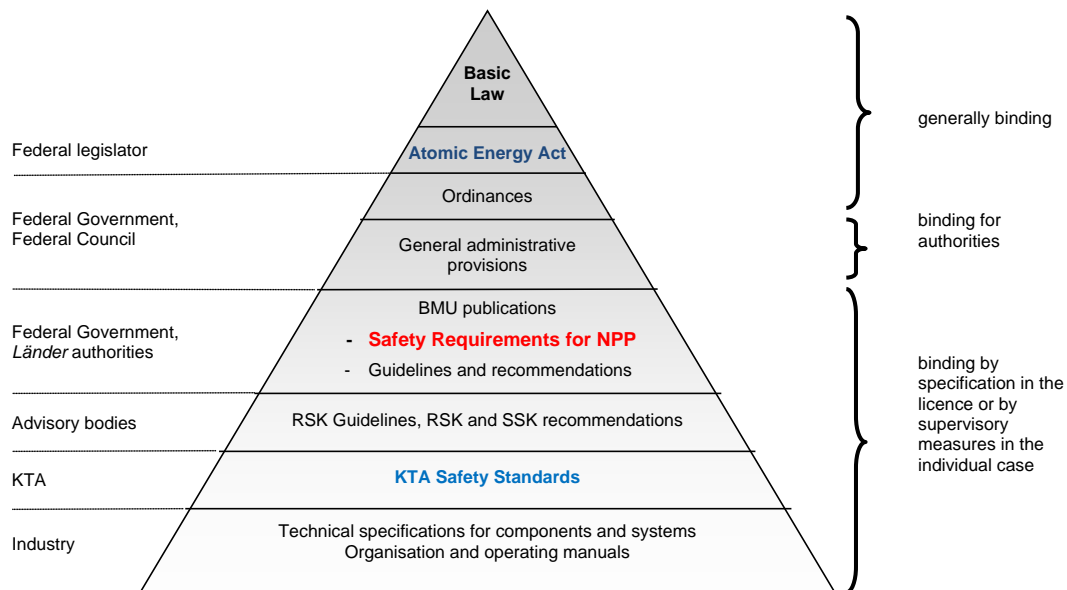 Basic
Law
generally binding
Federal legislator
Atomic Energy Act
Ordinances
Federal Government,
Federal Council
General administrative
provisions
binding for
authorities
BMU publications
Federal Government,
Länder authorities
- Safety Requirements for NPP
- Guidelines and recommendations
binding by
specification in the
licence or by
supervisory
measures in the
individual case
Advisory bodies
RSK Guidelines, RSK and SSK recommendations
KTA
KTA Safety Standards
Industry
Technical specifications for components and systems
Organisation and operating manuals